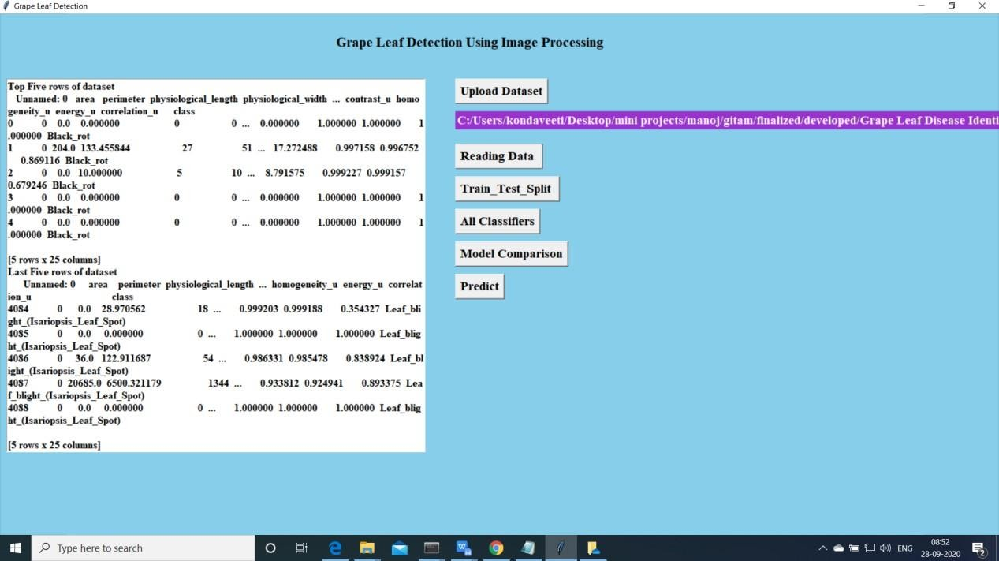 Grape Leaf Detection
Grape Leaf Detection Using Image Processing
Top Five rows of dataset
Unnamed: 0 area perimeter physiological_length physiological_width ... contrast_u homo
geneity_u energy_u correlation_u class
0 0 0.0 0.000000 0 0 ... 0.000000 1.000000 1.000000 1
.000000 Black_rot
1 0 204.0 133.455844 27 51 ... 17.272488 0.997158 0.996752
0.869116 Black_rot
2 0 0.0 10.000000 5 10 ... 8.791575 0.999227 0.999157
0.679246 Black_rot
3 0 0.0 0.000000 0 0 ... 0.000000 1.000000 1.000000 1
.000000 Black_rot
4 0 0.0 0.000000 0 0 ... 0.000000 1.000000 1.000000 1
.000000 Black_rot
[5 rows x 25 columns]
Last Five rows of dataset
Unnamed: 0 area perimeter physiological_length ... homogeneity_u energy_u correlat
ion_u class
4084 0 0.0 28.970562 18 ... 0.999203 0.999188 0.354327 Leaf_bli
ght_(Isariopsis_Leaf_Spot)
4085 0 0.0 0.000000 0 ... 1.000000 1.000000 1.000000 Leaf_blig
ht_(Isariopsis_Leaf_Spot)
4086 0 36.0 122.911687 54 ... 0.986331 0.985478 0.838924 Leaf_bl
ight_(Isariopsis_Leaf_Spot)
4087 0 20685.0 6500.321179 1344 ... 0.933812 0.924941 0.893375 Lea
f_blight_(Isariopsis_Leaf_Spot)
4088 0 0.0 0.000000 0 ... 1.000000 1.000000 1.000000 Leaf_blig
ht_(Isariopsis_Leaf_Spot)
[5 rows x 25 columns]
Upload Dataset
C:/Users/kondaveeti/Desktop/mini projects/manoj/gitam/finalized/developed/Grape Leaf Disease Identi
Reading Data
Train_Test_Split
All Classifiers
Model Comparison
Predict
Type here to search
ENG
08:52
28-09-2020
2